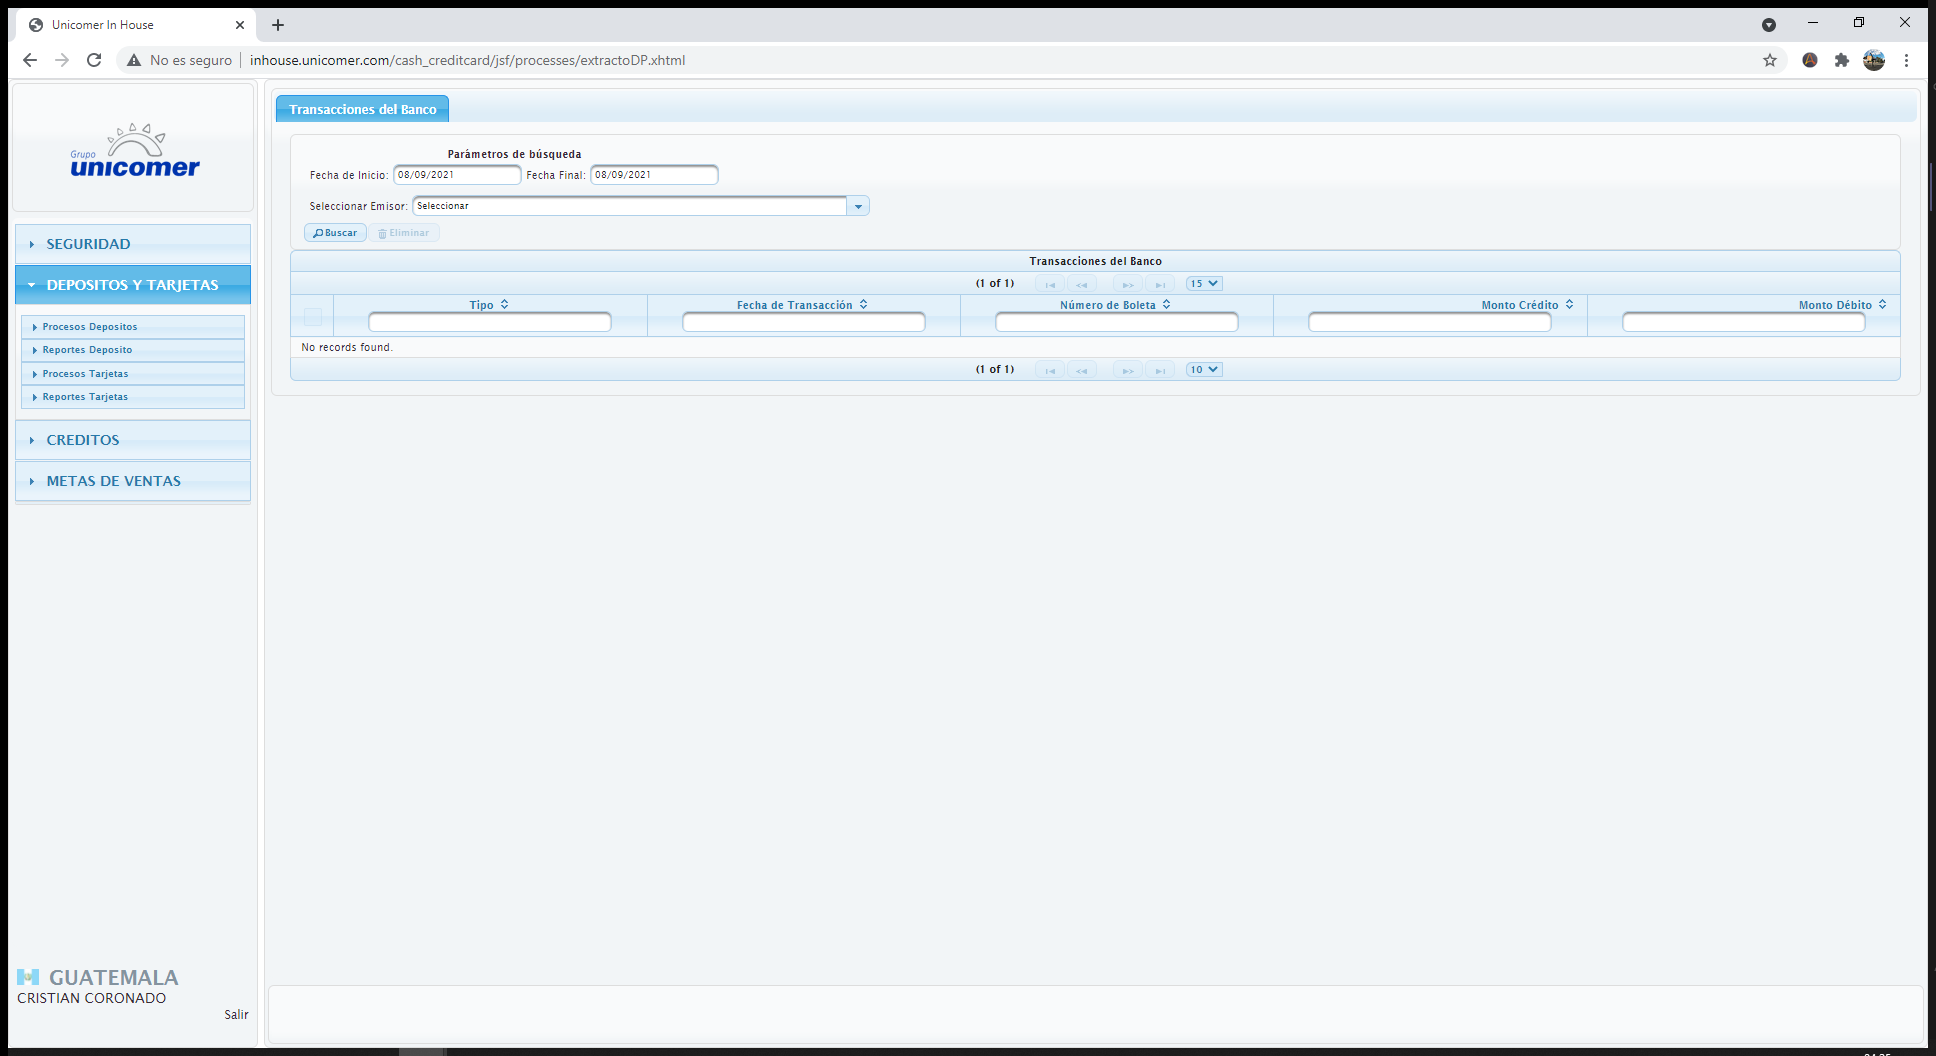 Unicomer In House
No es seguro inhouse.unicomer.com/cash_creditcard/jsf/processes/extractoDP.xhtml
Grupo
unicomer
SEGURIDAD
DEPOSITOS Y TARJETAS
Procesos Depositos
Reportes Deposito
Procesos Tarjetas
Reportes Tarjetas
CREDITOS
METAS DE VENTAS
GUATEMALA
CRISTIAN CORONADO
Salir
Transacciones del Banco
Parámetros de búsqueda
Fecha de Inicio: 08/09/2021 Fecha Final: 08/09/2021
Seleccionar Emisor: Seleccionar
Buscar Eliminar
Transacciones del Banco
(1 of 1) 15
Tipo Fecha de Transacción Número de Boleta Monto Crédito Monto Débito
No records found.
(1 of 1) 10